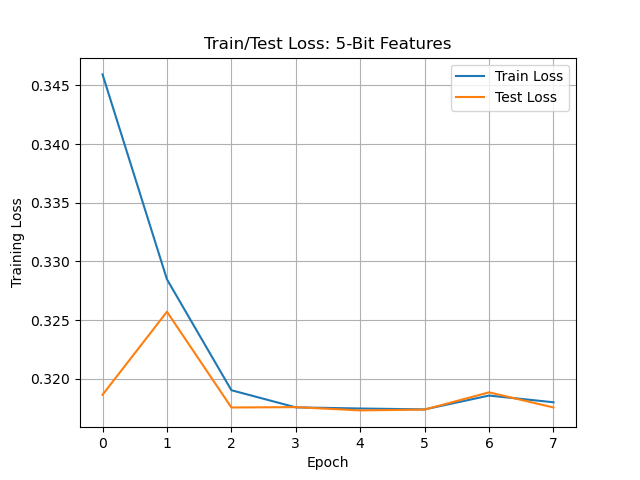 Train/Test Loss: 5-Bit Features
Train Loss
Test Loss
0.345
0.340
0.335
0.330
0.325
0.320
Training Loss
0 1 2 3 4 5 6 7
Epoch